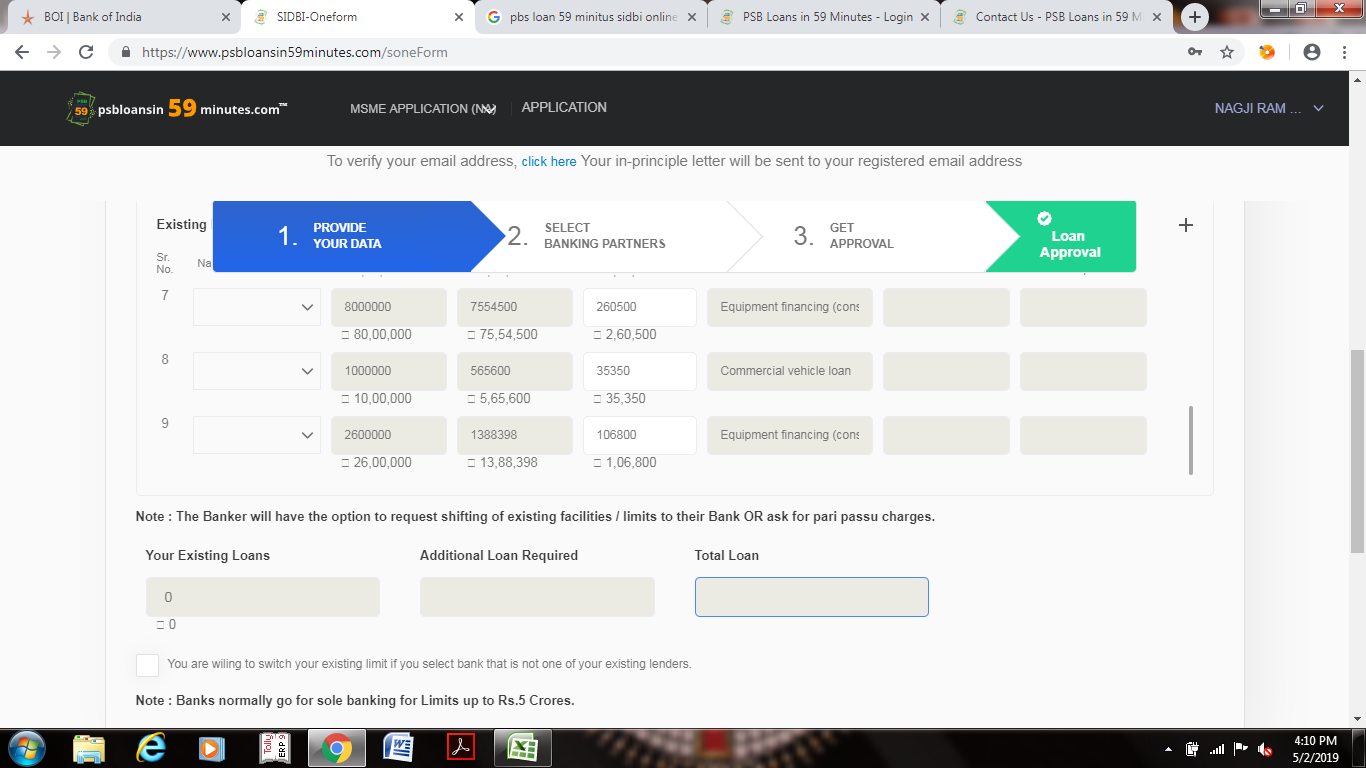 BOI | Bank of India
SIDBI-Oneform
pbs loan 59 minitus sidbi online
PSB Loans in 59 Minutes - Login
Contact Us - PSB Loans in 59 M
https://www.psbloansin59minutes.com/soneForm
psbloansin 59 minutes.com™
MSME APPLICATION
APPLICATION
NAGJI RAM ...
To verify your email address, click here Your in-principle letter will be sent to your registered email address
Existing
1. PROVIDE YOUR DATA
2. SELECT BANKING PARTNERS
3. GET APPROVAL
Loan Approval
Sr. No.
Na
7
8000000
7554500
260500
Equipment financing (cons
80,00,000
75,54,500
2,60,500
8
1000000
565600
35350
Commercial vehicle loan
10,00,000
5,65,600
35,350
9
2600000
1388398
106800
Equipment financing (cons
26,00,000
13,88,398
1,06,800
Note : The Banker will have the option to request shifting of existing facilities / limits to their Bank OR ask for pari passu charges.
Your Existing Loans
Additional Loan Required
Total Loan
0
0
You are wiling to switch your existing limit if you select bank that is not one of your existing lenders.
Note : Banks normally go for sole banking for Limits up to Rs.5 Crores.
4:10 PM
5/2/2019